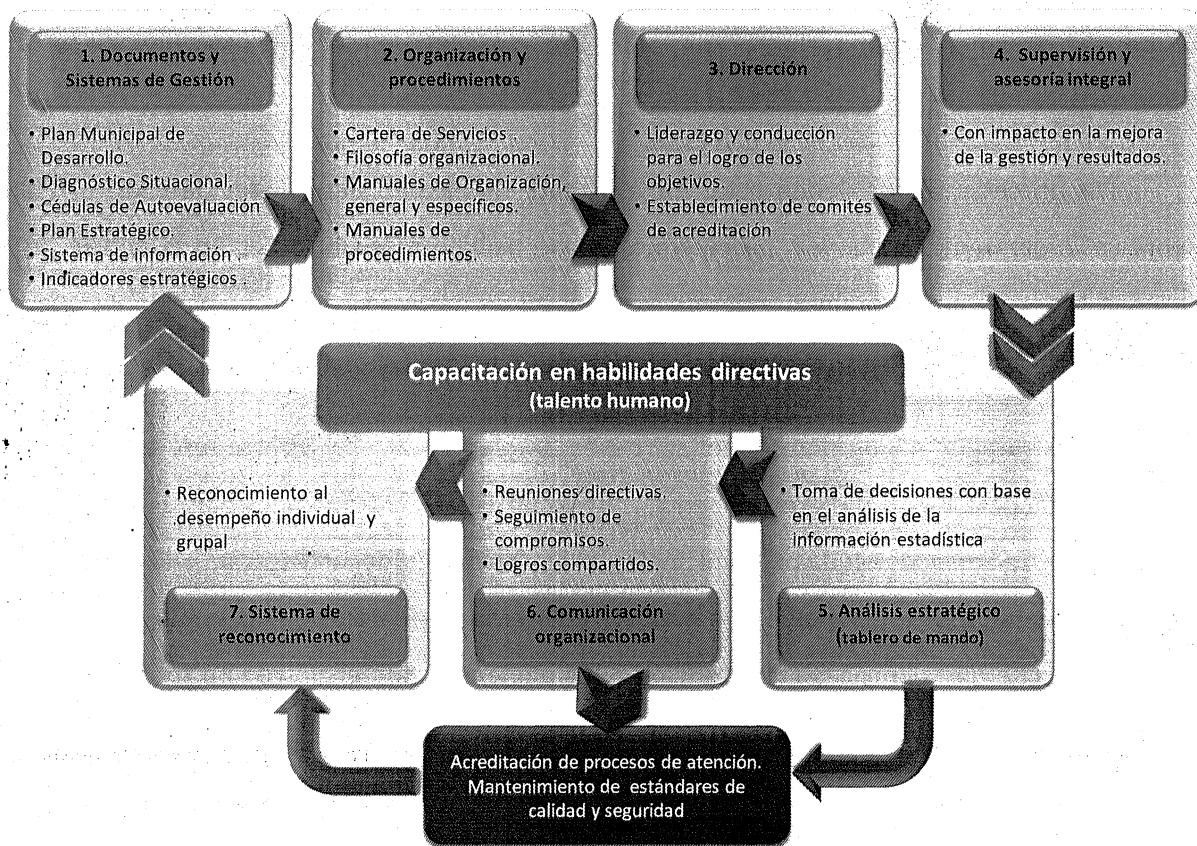 1. Documentos y
Sistemas de Gestión
• Plan Municipal de
Desarrollo.
• Diagnóstico Situacional.
• Cédulas de Autoevaluación
• Plan Estratégico.
• Sistema de información .
• Indicadores estratégicos .
2. Organización y
procedimientos
• Cartera de Servicios .
• Filosofía organizacional.
• Manuales de Organización,
general y específicos.
• Manuales de
procedimientos.
3. Dirección
• Liderazgo y conducción
para el logro de los
objetivos.
• Establecimiento de comités
de acreditación
4. Supervisión y
asesoría integral
• Con impacto en la mejora
de la gestión y resultados.
Capacitación en habilidades directivas
(talento humano)
• Toma de decisiones con base
en el análisis de la
información estadística
5. Análisis estratégico
(tablero de mando)
• Reuniones directivas.
• Seguimiento de
compromisos.
• Logros compartidos.
6. Comunicación
organizacional
• Reconocimiento al
desempeño individual y
grupal
7. Sistema de
reconocimiento
Acreditación de procesos de atención.
Mantenimiento de estándares de
calidad y seguridad